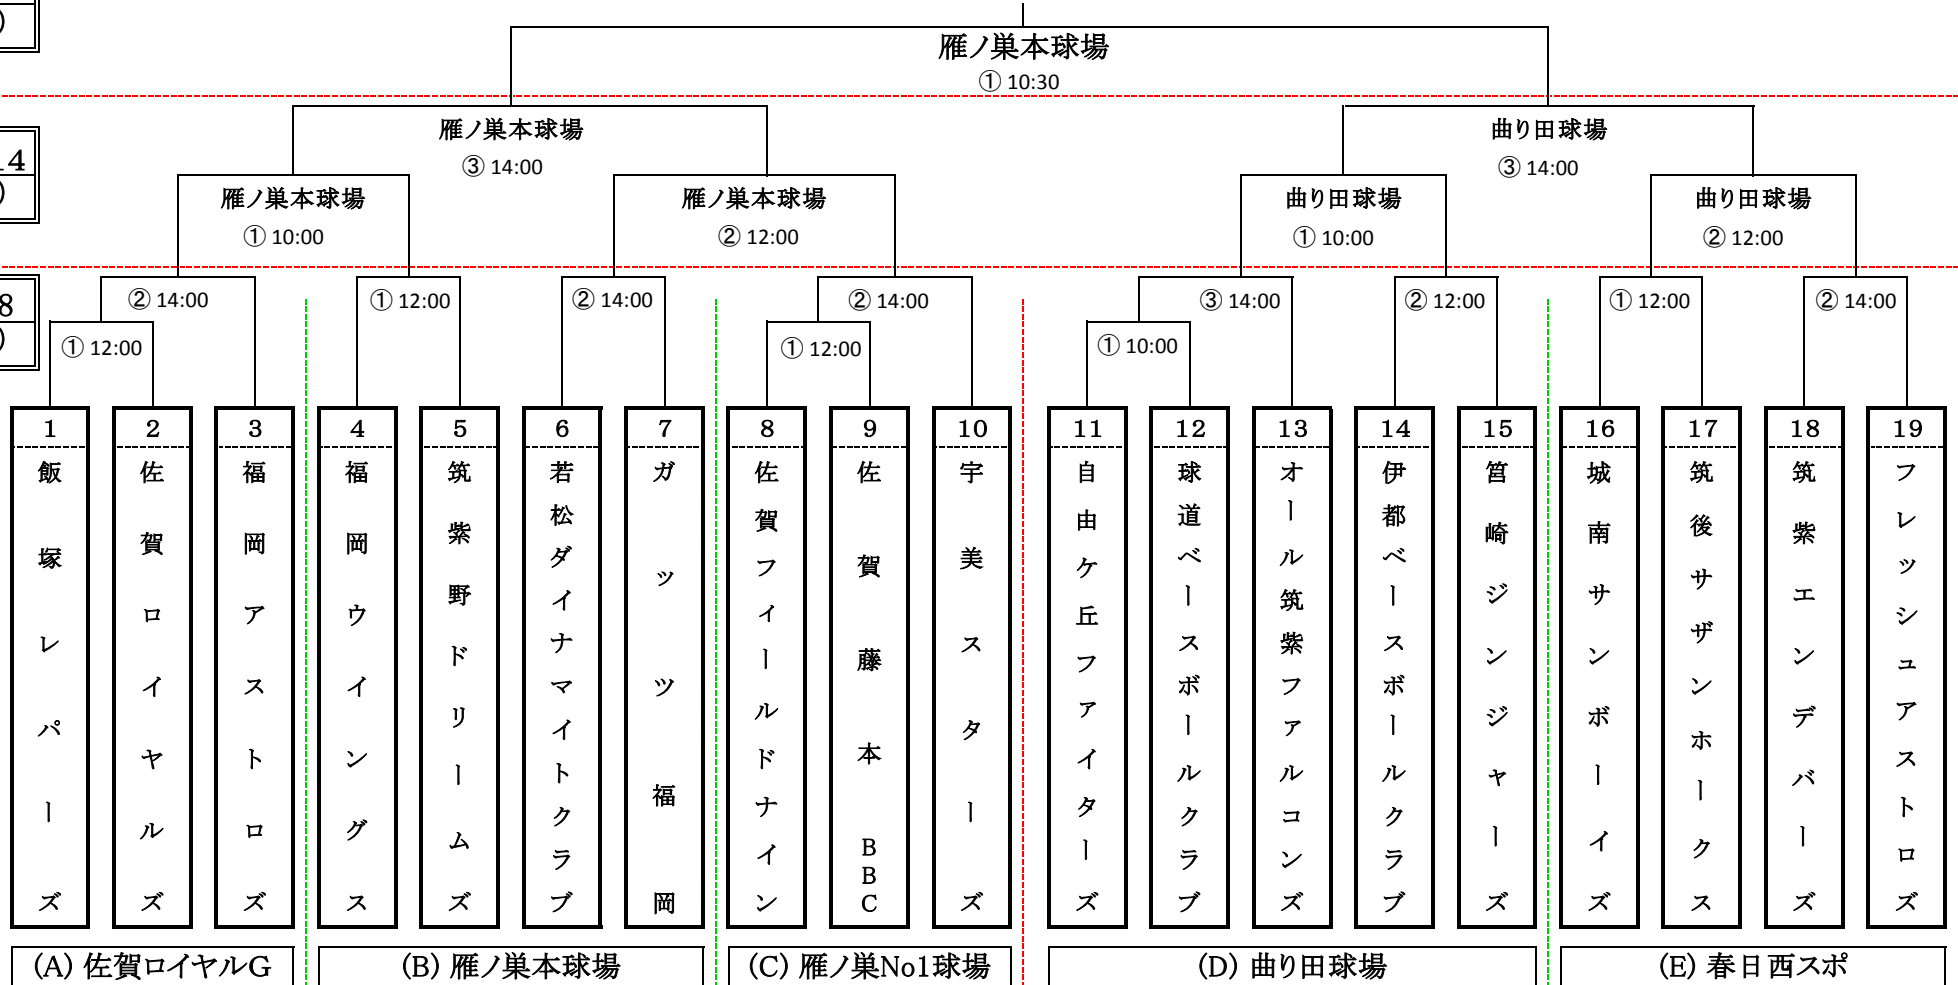 )
雁ノ巣本球場
① 10:30
14
)
雁ノ巣本球場
③ 14:00
曲り田球場
③ 14:00
雁ノ巣本球場
① 10:00
雁ノ巣本球場
② 12:00
曲り田球場
① 10:00
曲り田球場
② 12:00
8
)
② 14:00
① 12:00
② 14:00
② 14:00
③ 14:00
② 12:00
① 12:00
② 14:00
① 12:00
① 12:00
① 10:00
1
飯塚レパーズ
2
佐賀ロイヤルズ
3
福岡アストロズ
4
福岡ウイングス
5
筑紫野ドリームズ
6
若松ダイナマイトクラブ
7
ガッツ福岡
8
佐賀フィールドナイン
9
佐賀藤本BBC
10
宇美スターズ
11
自由ケ丘ファイターズ
12
球道ベースボールクラブ
13
オール筑紫ファルコンズ
14
伊都ベースボールクラブ
15
筥崎ジンジャーズ
16
城南サンボーイズ
17
筑後サザンホークス
18
筑紫エンデバーズ
19
フレッシュアストロズ
(A) 佐賀ロイヤルG
(B) 雁ノ巣本球場
(C) 雁ノ巣No1球場
(D) 曲り田球場
(E) 春日西スポ